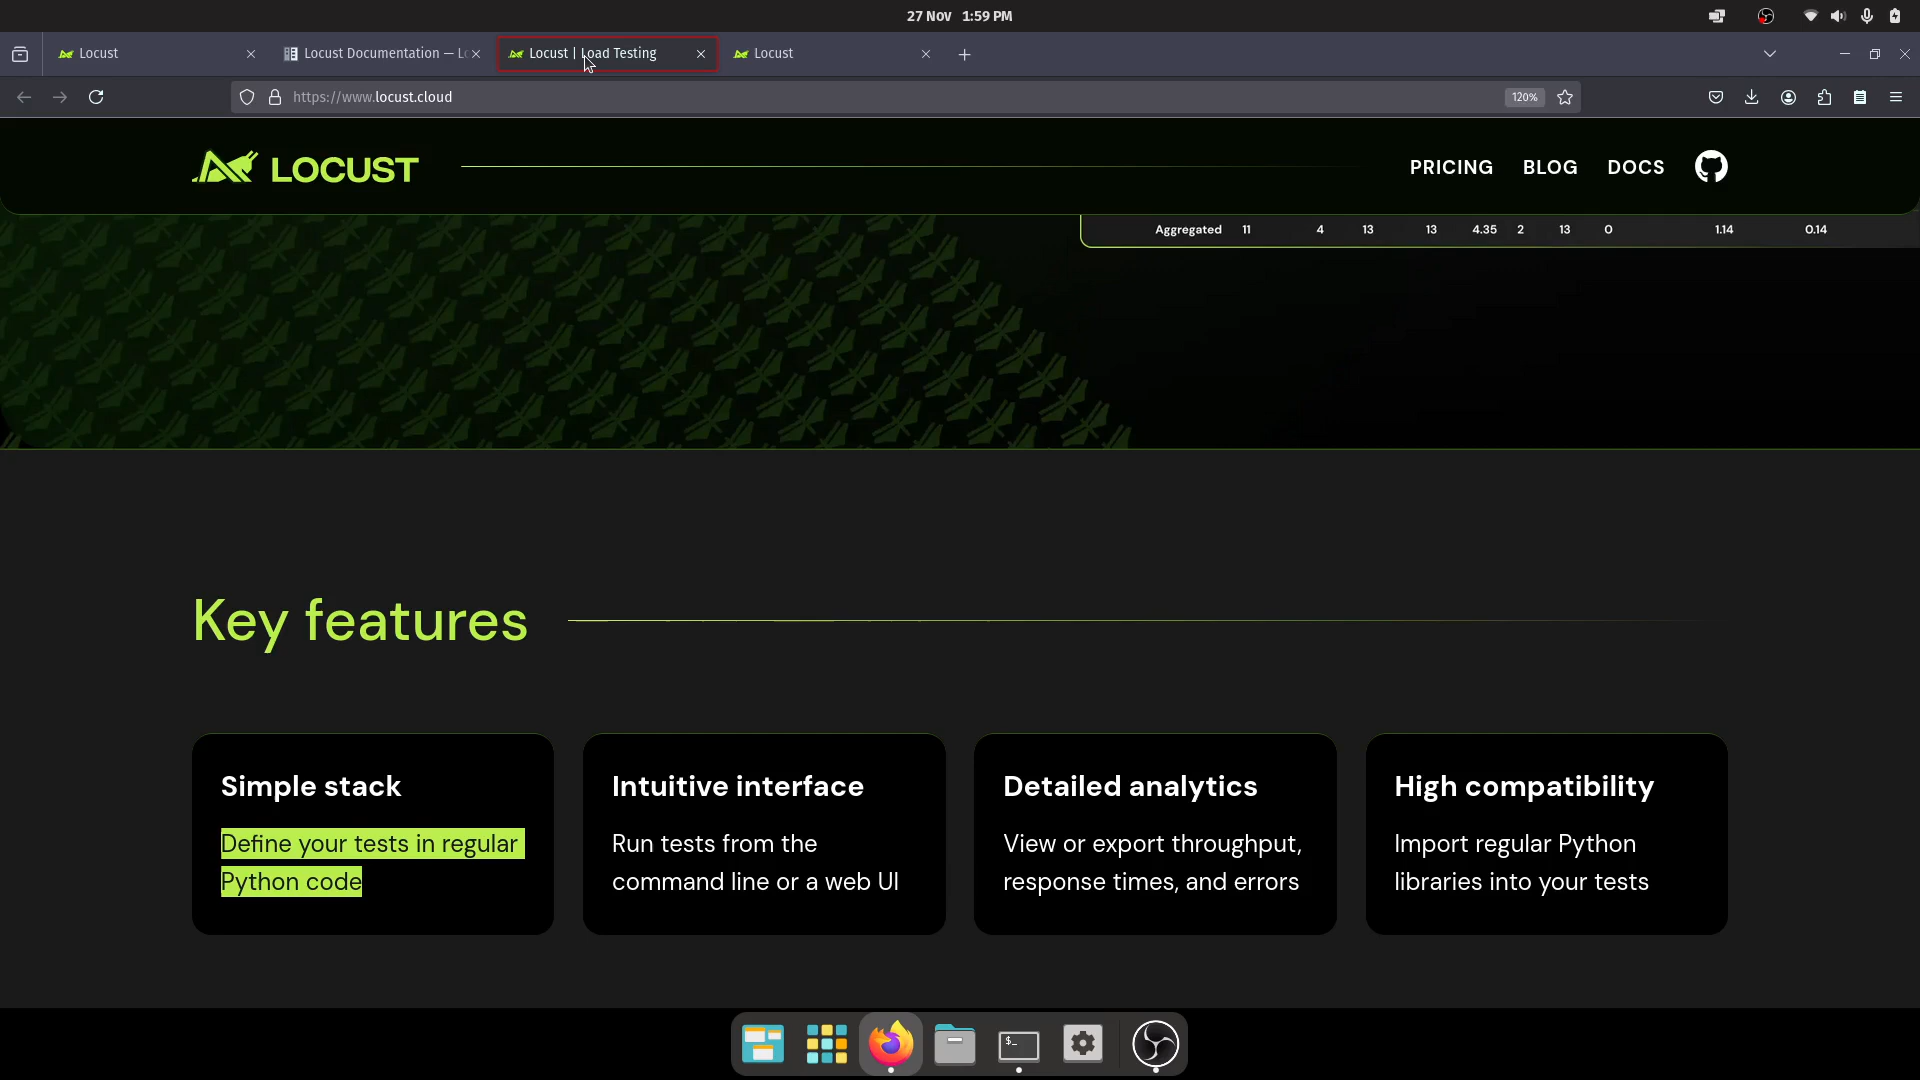 27 Nov 1:59 PM
Locust
Locust Documentation — Lo
Locust | Load Testing
Locust
https://www.locust.cloud
120%
LOCUST
PRICING
BLOG
DOCS
Aggregated 11 4 13 13 4.35 2 13 0 1.14 0.14
Key features
Simple stack
Define your tests in regular
Python code
Intuitive interface
Run tests from the
command line or a web UI
Detailed analytics
View or export throughput,
response times, and errors
High compatibility
Import regular Python
libraries into your tests
$_